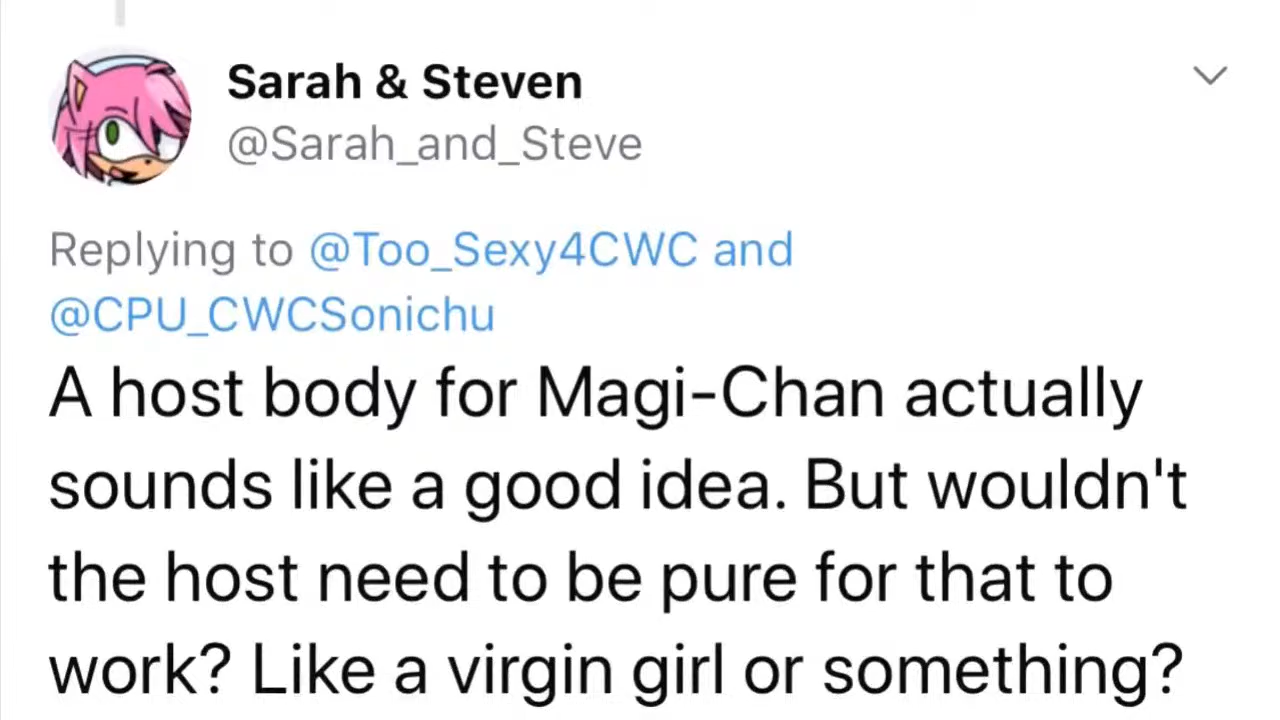 Sarah & Steven
@Sarah_and_Steve
Replying to @Too_Sexy4CWC and
@CPU_CWCSonichu
A host body for Magi-Chan actually
sounds like a good idea. But wouldn't
the host need to be pure for that to
work? Like a virgin girl or something?